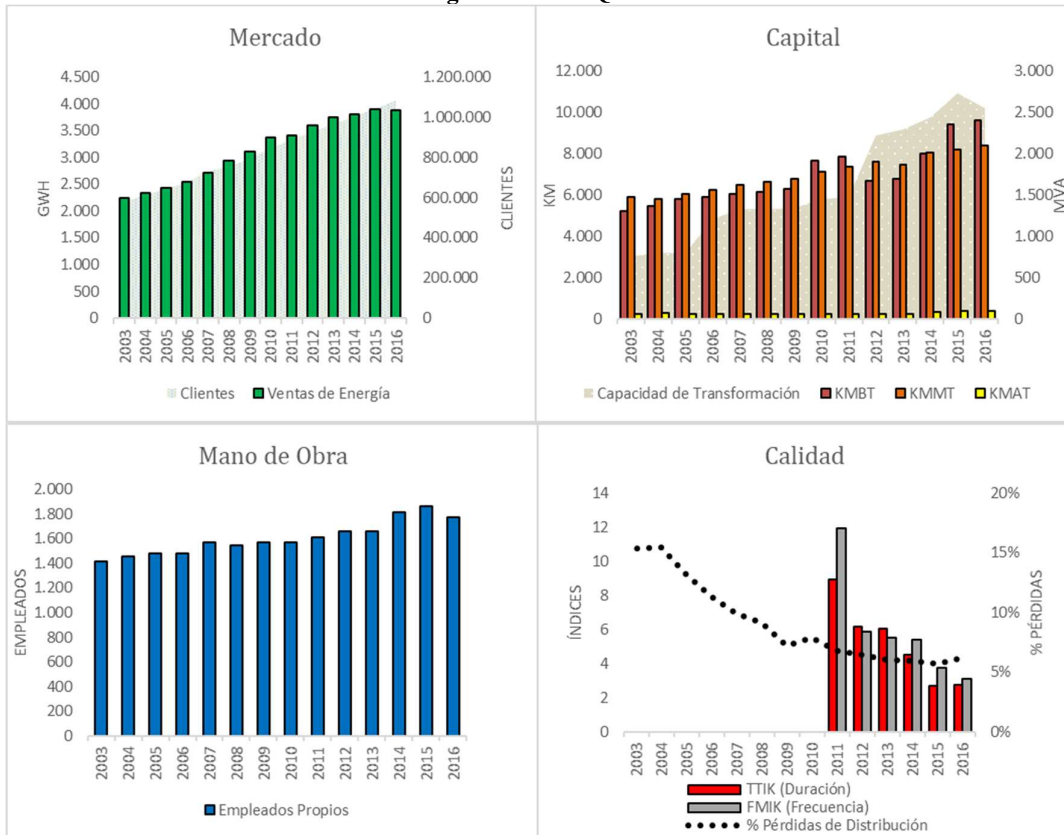 Mercado
4.500
4.000
3.500
3.000
2.500
2.000
1.500
1.000
500
0
GWH
1.200.000
1.000.000
800.000
600.000
400.000
200.000
0
CLIENTES
2003 2004 2005 2006 2007 2008 2009 2010 2011 2012 2013 2014 2015 2016
Clientes Ventas de Energía
Capital
12.000
10.000
8.000
6.000
4.000
2.000
0
KM
3.000
2.500
2.000
1.500
1.000
500
0
MVA
2003 2004 2005 2006 2007 2008 2009 2010 2011 2012 2013 2014 2015 2016
Capacidad de Transformación KMBT KMMT KMAT
Mano de Obra
2.000
1.800
1.600
1.400
1.200
1.000
800
600
400
200
0
EMPLEADOS
2003 2004 2005 2006 2007 2008 2009 2010 2011 2012 2013 2014 2015 2016
Empleados Propios
Calidad
14
12
10
8
6
4
2
0
ÍNDICES
20%
15%
10%
5%
0%
% PÉRDIDAS
2003 2004 2005 2006 2007 2008 2009 2010 2011 2012 2013 2014 2015 2016
TTIK (Duración)
FMIK (Frecuencia)
% Pérdidas de Distribución